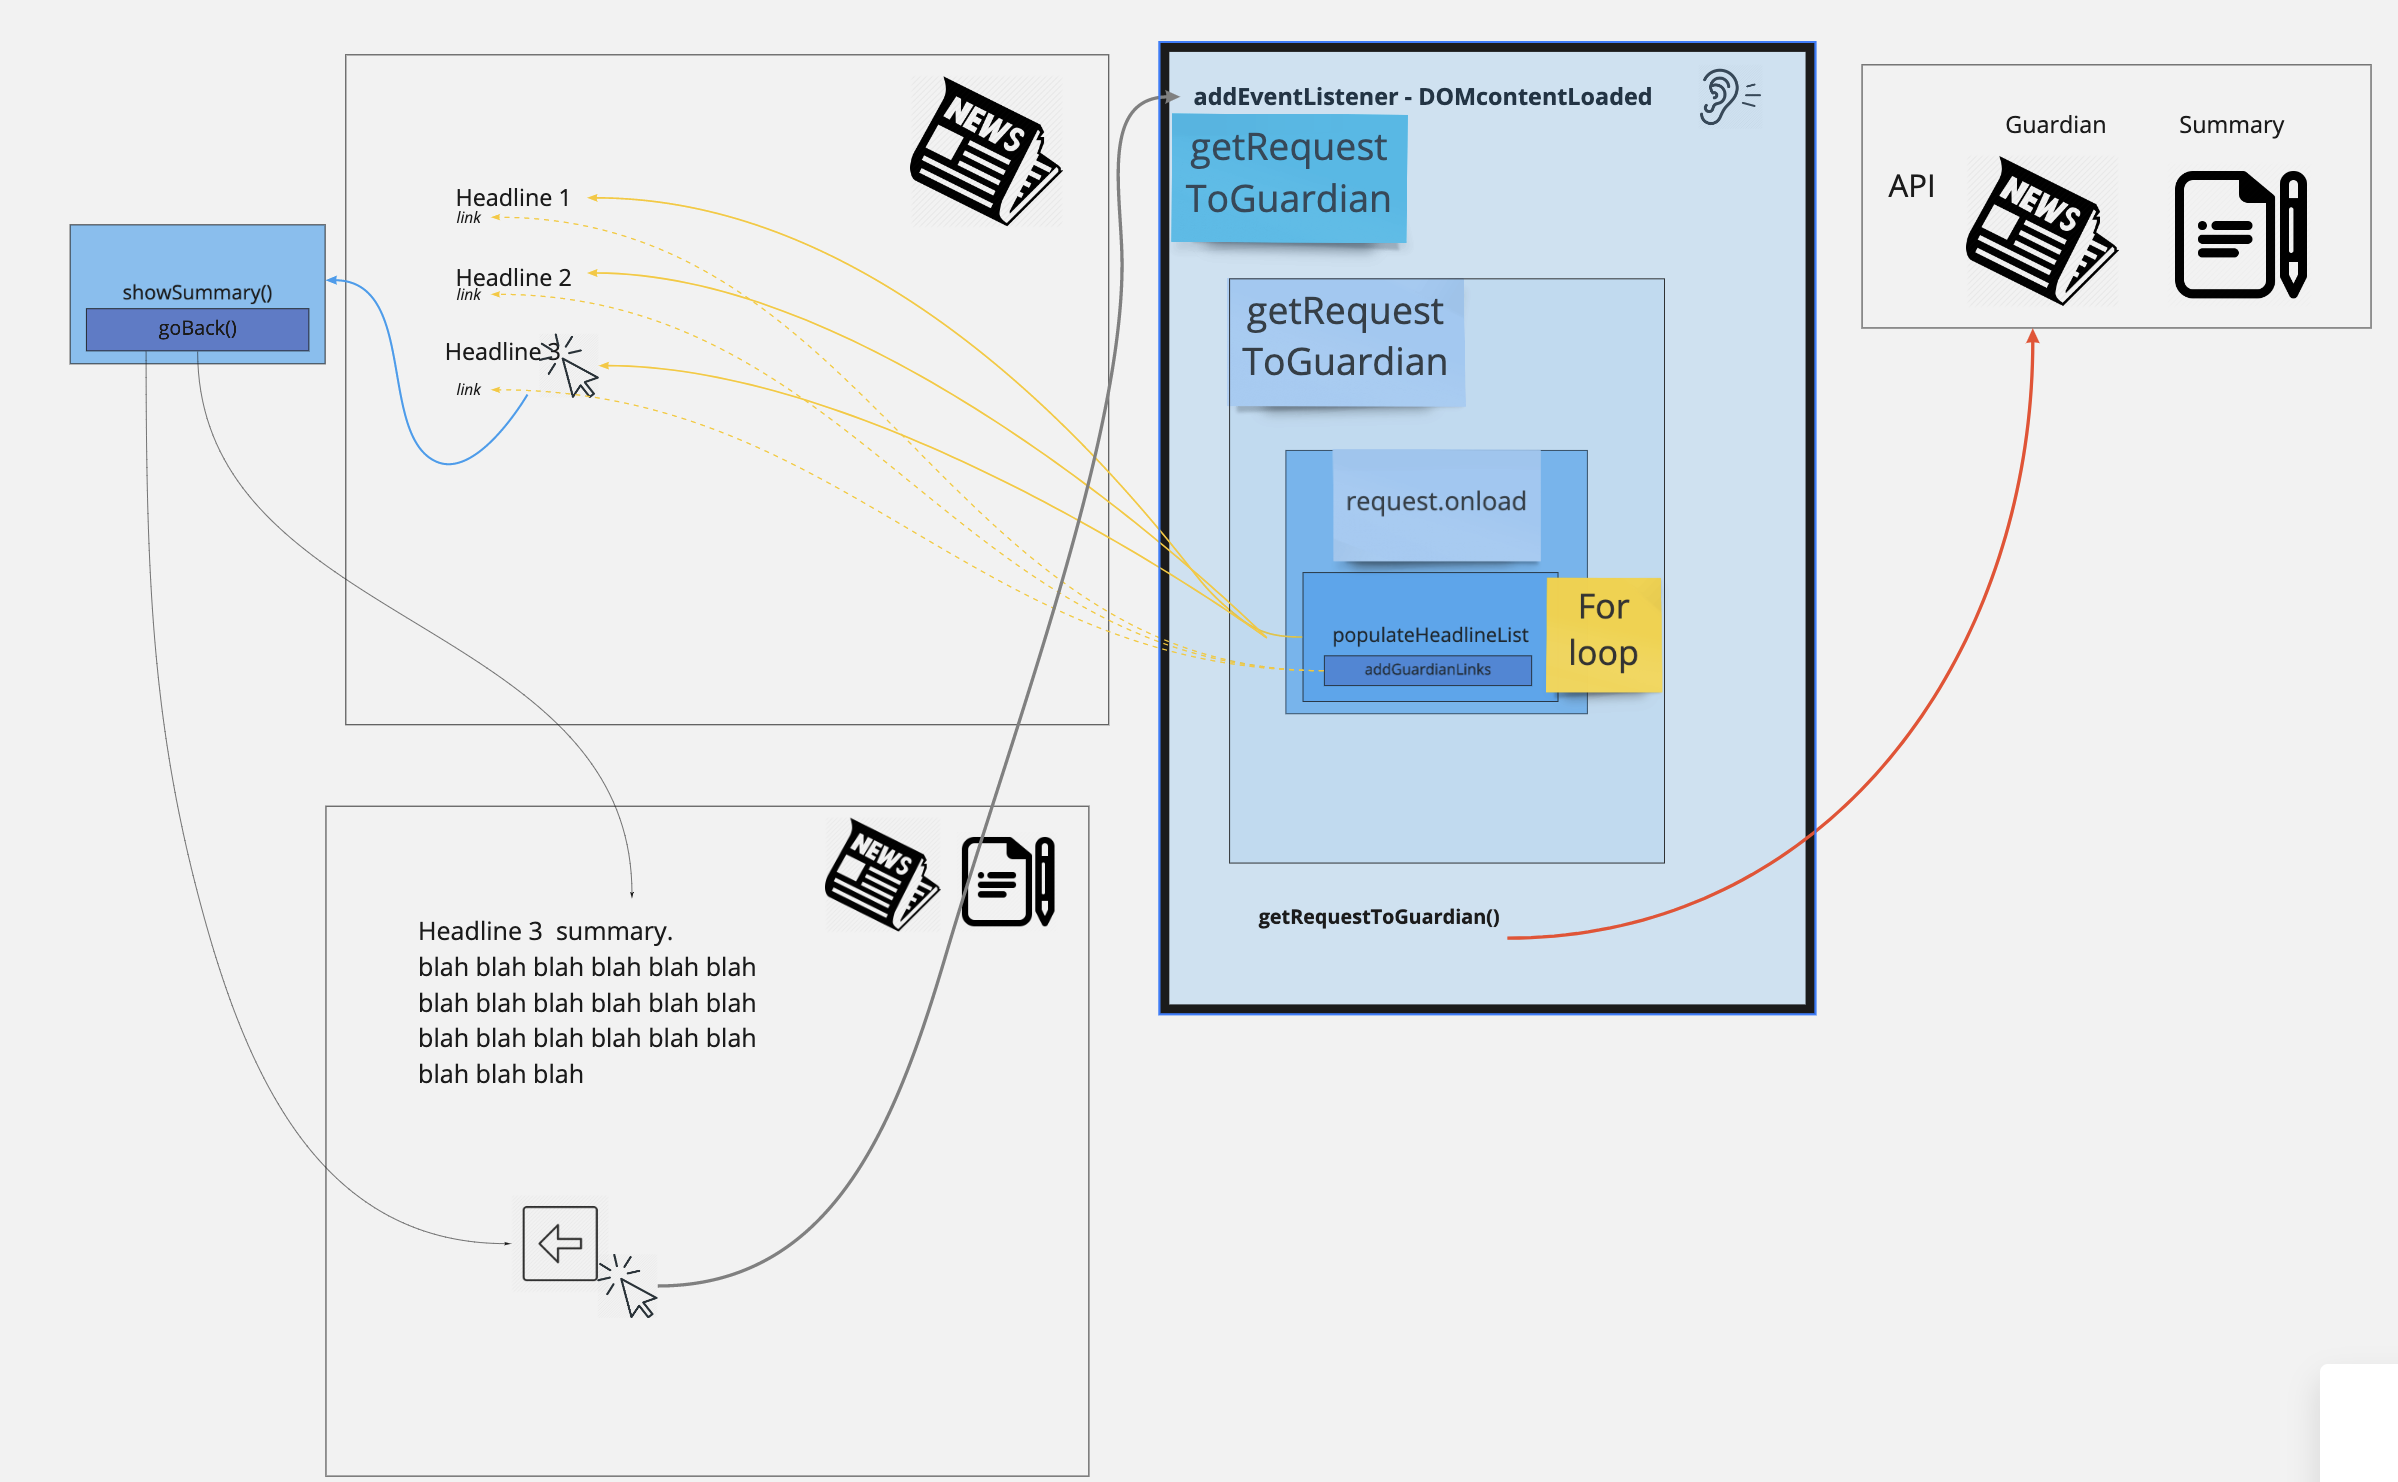 NEWS
Headline 1
link
Headline 2
link
Headline 3
link
showSummary()
goBack()
addEventListener - DOMcontentLoaded
getRequest
ToGuardian
getRequest
ToGuardian
request.onload
populateHeadlineList
addGuardianLinks
For
loop
getRequestToGuardian()
Guardian
Summary
API
NEWS
NEWS
Headline 3  summary.
blah blah blah blah blah blah
blah blah blah blah blah blah
blah blah blah blah blah blah
blah blah blah